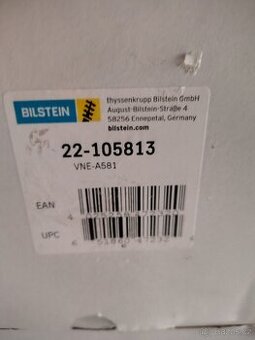 BILSTEIN
thyssenkrupp Bilstein GmbH
August-Bilstein-Straße 4
58256 Ennepetal, Germany
bilstein.com
22-105813
VNE-A581
EAN
UPC